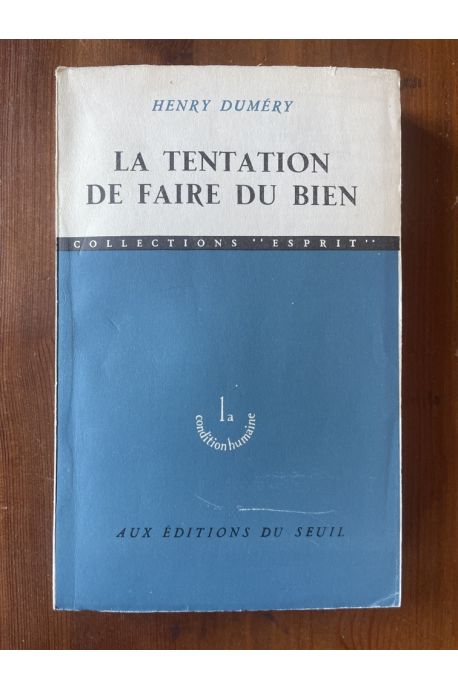 HENRY DUMÉRY
LA TENTATION
DE FAIRE DU BIEN
COLLECTIONS "ESPRIT"
la
condition humaine
AUX ÉDITIONS DU SEUIL